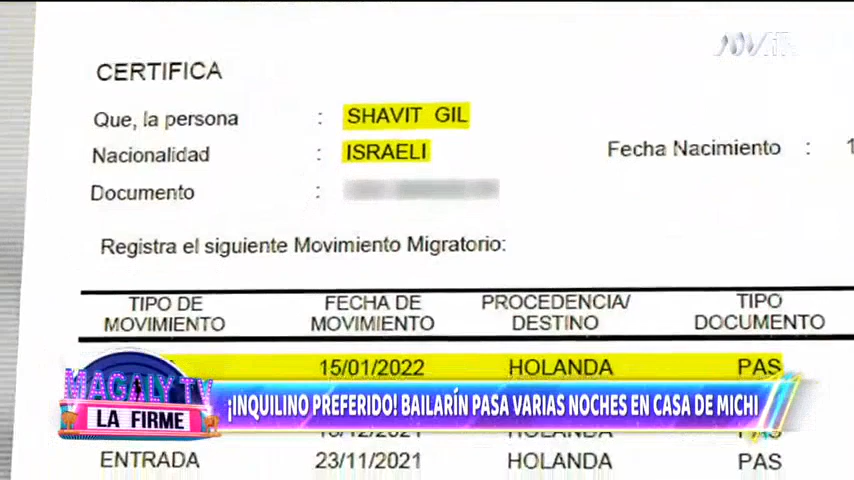 CERTIFICA
Que, la persona : SHAVIT GIL
Nacionalidad : ISRAELI Fecha Nacimiento : 1
Documento :
Registra el siguiente Movimiento Migratorio:
TIPO DE MOVIMIENTO FECHA DE MOVIMIENTO PROCEDENCIA/ DESTINO TIPO DOCUMENTO
15/01/2022 HOLANDA PAS
MAGALY TV
LA FIRME
¡INQUILINO PREFERIDO! BAILARÍN PASA VARIAS NOCHES EN CASA DE MICHI
ENTRADA 23/11/2021 HOLANDA PAS